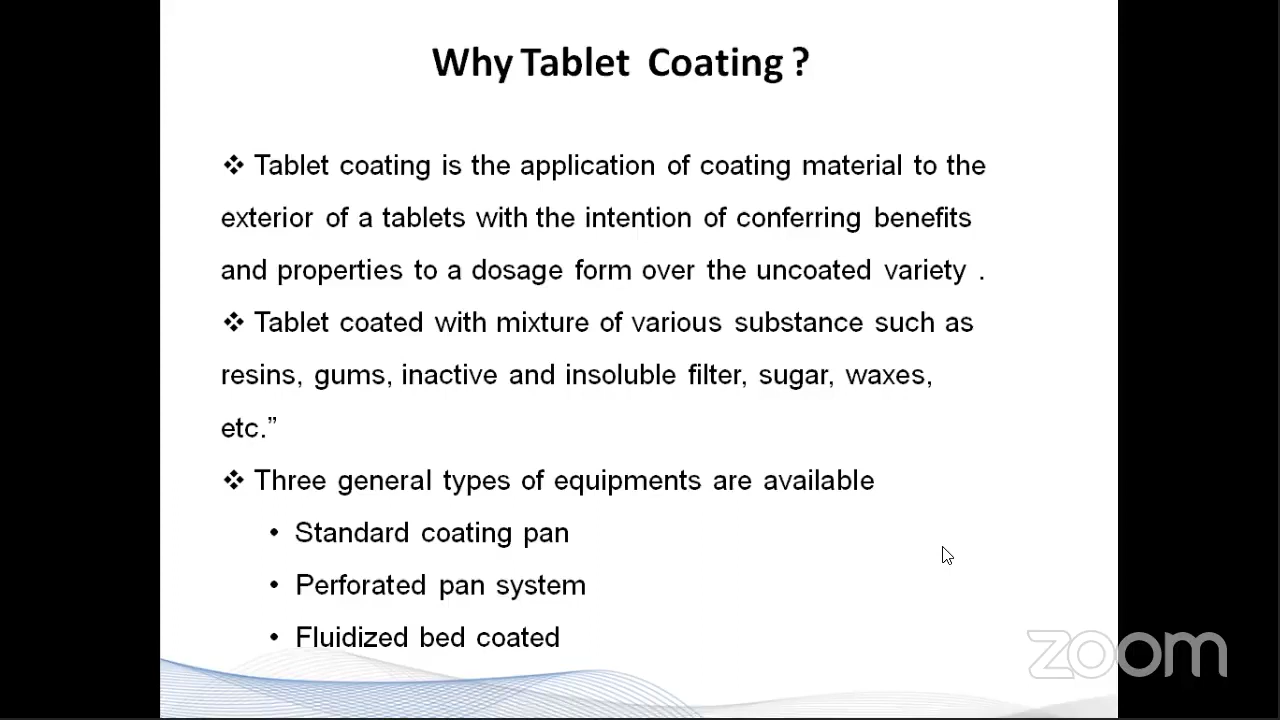 Why Tablet Coating ?
❖ Tablet coating is the application of coating material to the
exterior of a tablets with the intention of conferring benefits
and properties to a dosage form over the uncoated variety .
❖ Tablet coated with mixture of various substance such as
resins, gums, inactive and insoluble filter, sugar, waxes,
etc.”
❖ Three general types of equipments are available
• Standard coating pan
• Perforated pan system
• Fluidized bed coated
zoom